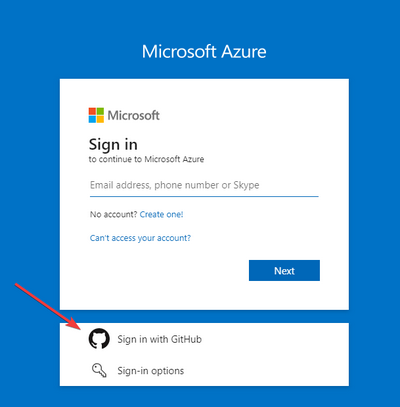 Microsoft Azure
Microsoft
Sign in
to continue to Microsoft Azure
Email address, phone number or Skype
No account? Create one!
Can't access your account?
Next
Sign in with GitHub
Sign-in options